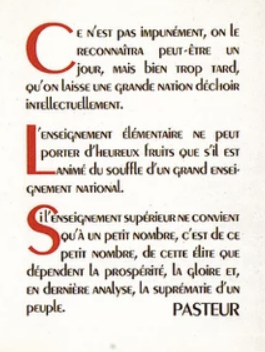 Ce n'est pas impunément, on le
reconnaîtra peut-être un
jour, mais bien trop tard,
qu'on laisse une grande nation déchoir
intellectuellement.
L'enseignement élémentaire ne peut
porter d'heureux fruits que s'il est
animé du souffle d'un grand ensei-
gnement national.
Si l'enseignement supérieur ne convient
qu'à un petit nombre, c'est de ce
petit nombre, de cette élite que
dépendent la prospérité, la gloire et,
en dernière analyse, la suprématie d'un
peuple.
PASTEUR